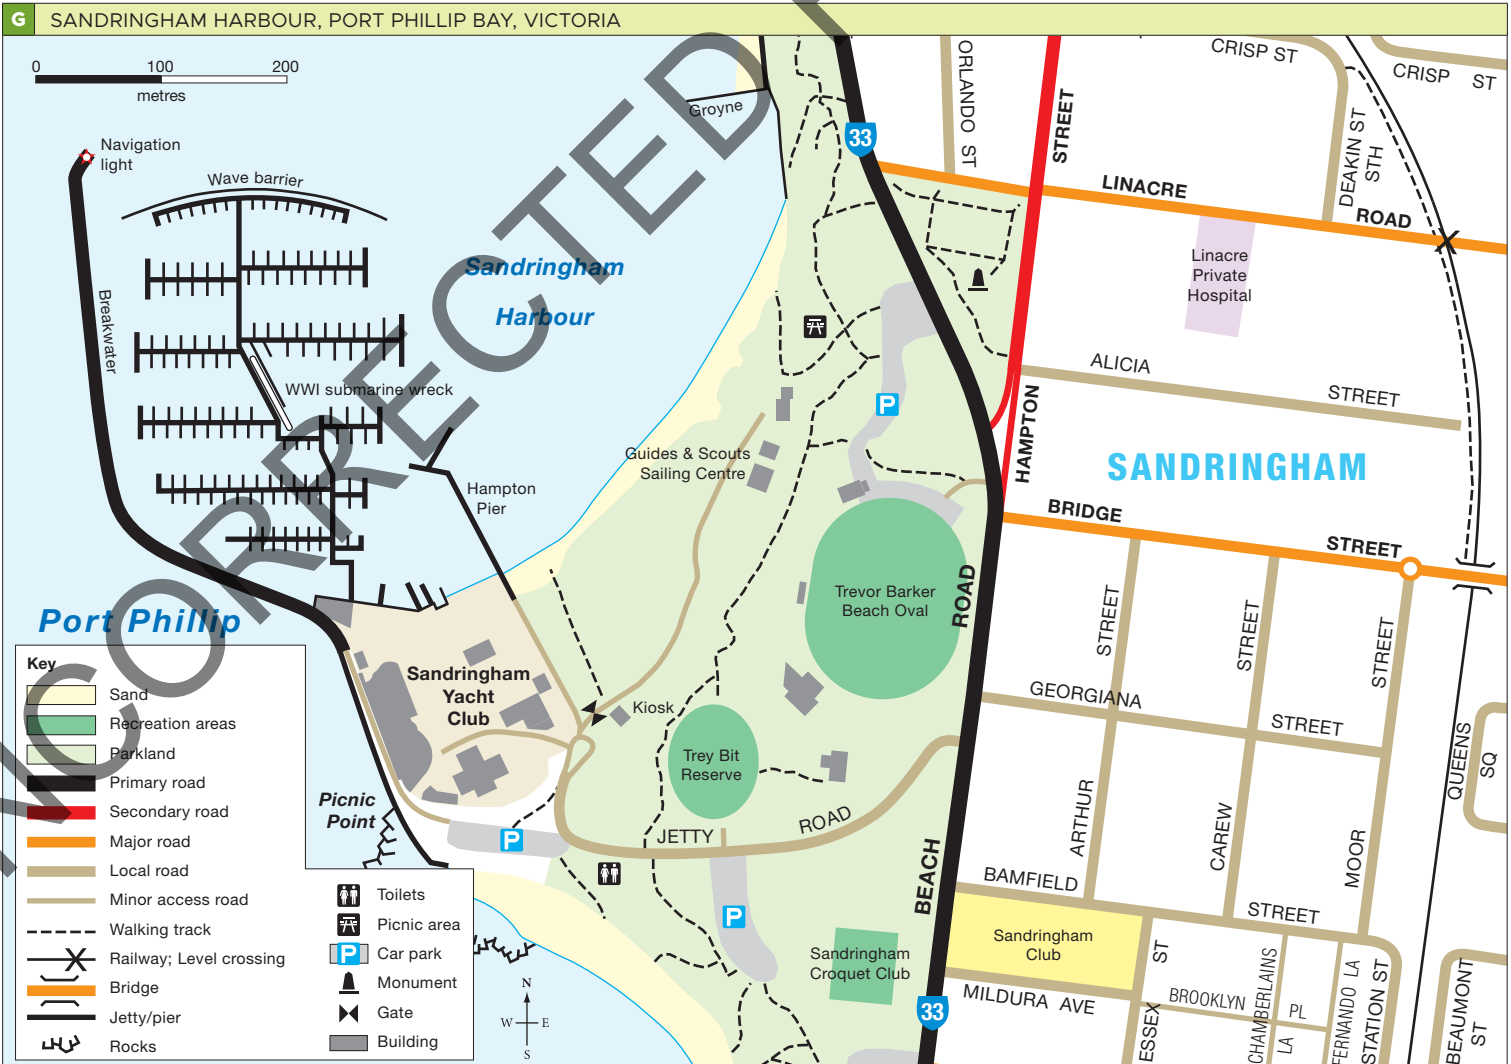 G SANDRINGHAM HARBOUR, PORT PHILLIP BAY, VICTORIA
0 100 200
metres
Navigation
light
Wave barrier
Groyne
Breakwater
Sandringham
Harbour
WWI submarine wreck
Hampton
Pier
Guides & Scouts
Sailing Centre
Port Phillip
Sandringham
Yacht
Club
Kiosk
Picnic
Point
Trevor Barker
Beach Oval
Trey Bit
Reserve
JETTY ROAD
Sandringham
Croquet Club
P
P
P
33
33
BEACH ROAD
ORLANDO ST
HAMPTON STREET
CRISP ST
CRISP ST
DEAKIN ST
STH
LINACRE ROAD
Linacre
Private
Hospital
ALICIA STREET
SANDRINGHAM
BRIDGE STREET
ARTHUR STREET
CAREW STREET
MOOR STREET
GEORGIANA STREET
QUEENS
SQ
BAMFIELD STREET
Sandringham
Club
MILDURA AVE
ESSEX ST
BROOKLYN PL
CHAMBERLAINS
LA
FERNANDO LA
STATION ST
BEAUMONT
ST
Key
Sand
Recreation areas
Parkland
Primary road
Secondary road
Major road
Local road
Minor access road
Walking track
Railway; Level crossing
Bridge
Jetty/pier
Rocks
Toilets
Picnic area
P Car park
Monument
Gate
Building
N
W E
S
NCORRECTED